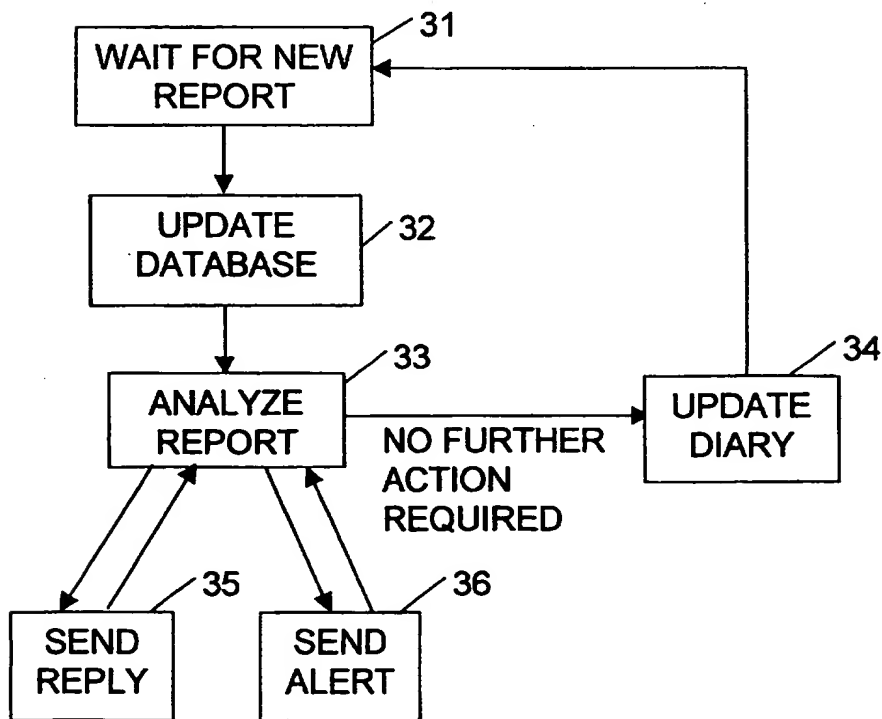 31
WAIT FOR NEW
REPORT
32
UPDATE
DATABASE
33
ANALYZE
REPORT
34
UPDATE
DIARY
NO FURTHER
ACTION
REQUIRED
35
SEND
REPLY
36
SEND
ALERT